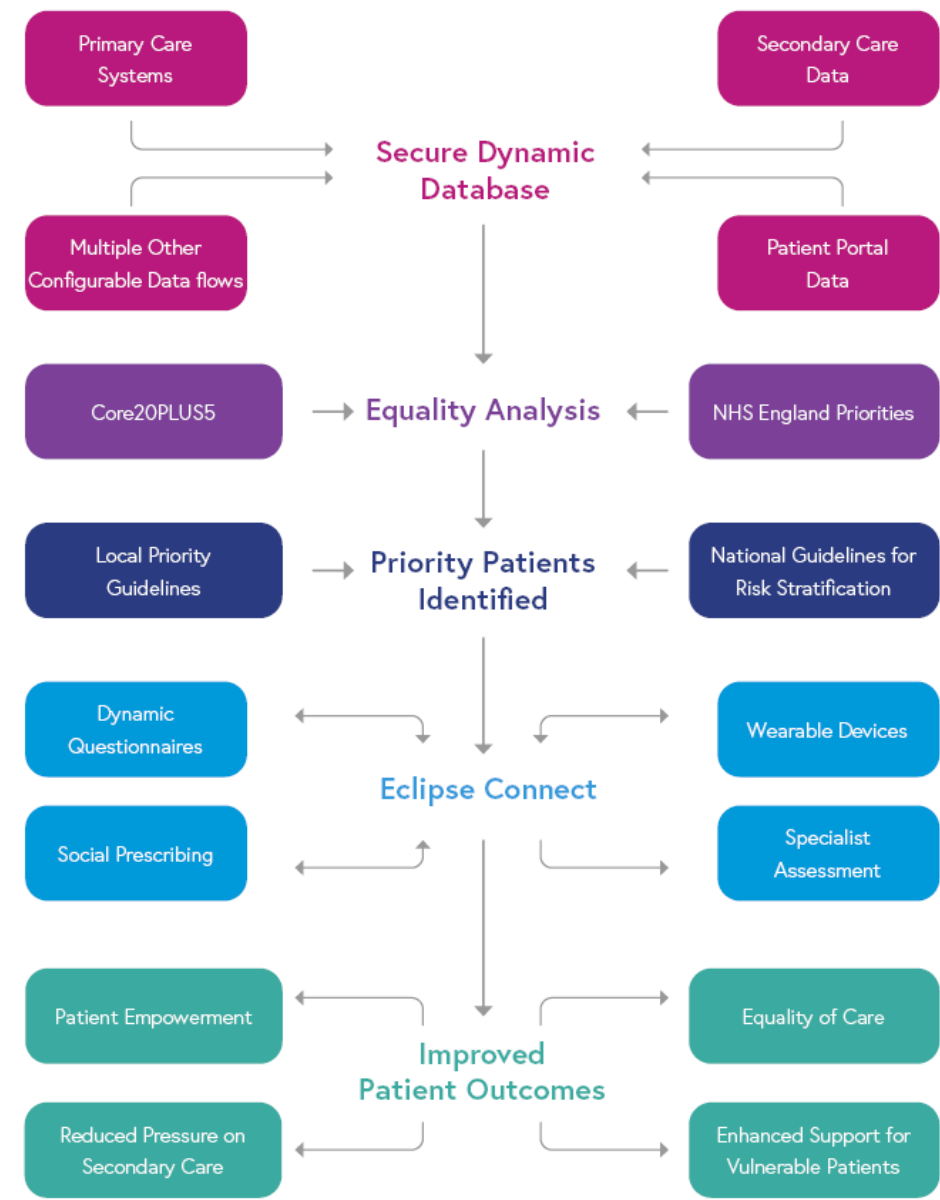 Primary Care
Systems
Secondary Care
Data
Secure Dynamic
Database
Multiple Other
Configurable Data flows
Patient Portal
Data
Core20PLUS5
Equality Analysis
NHS England Priorities
Local Priority
Guidelines
Priority Patients
Identified
National Guidelines for
Risk Stratification
Dynamic
Questionnaires
Wearable Devices
Eclipse Connect
Social Prescribing
Specialist
Assessment
Patient Empowerment
Equality of Care
Improved
Patient Outcomes
Reduced Pressure on
Secondary Care
Enhanced Support for
Vulnerable Patients